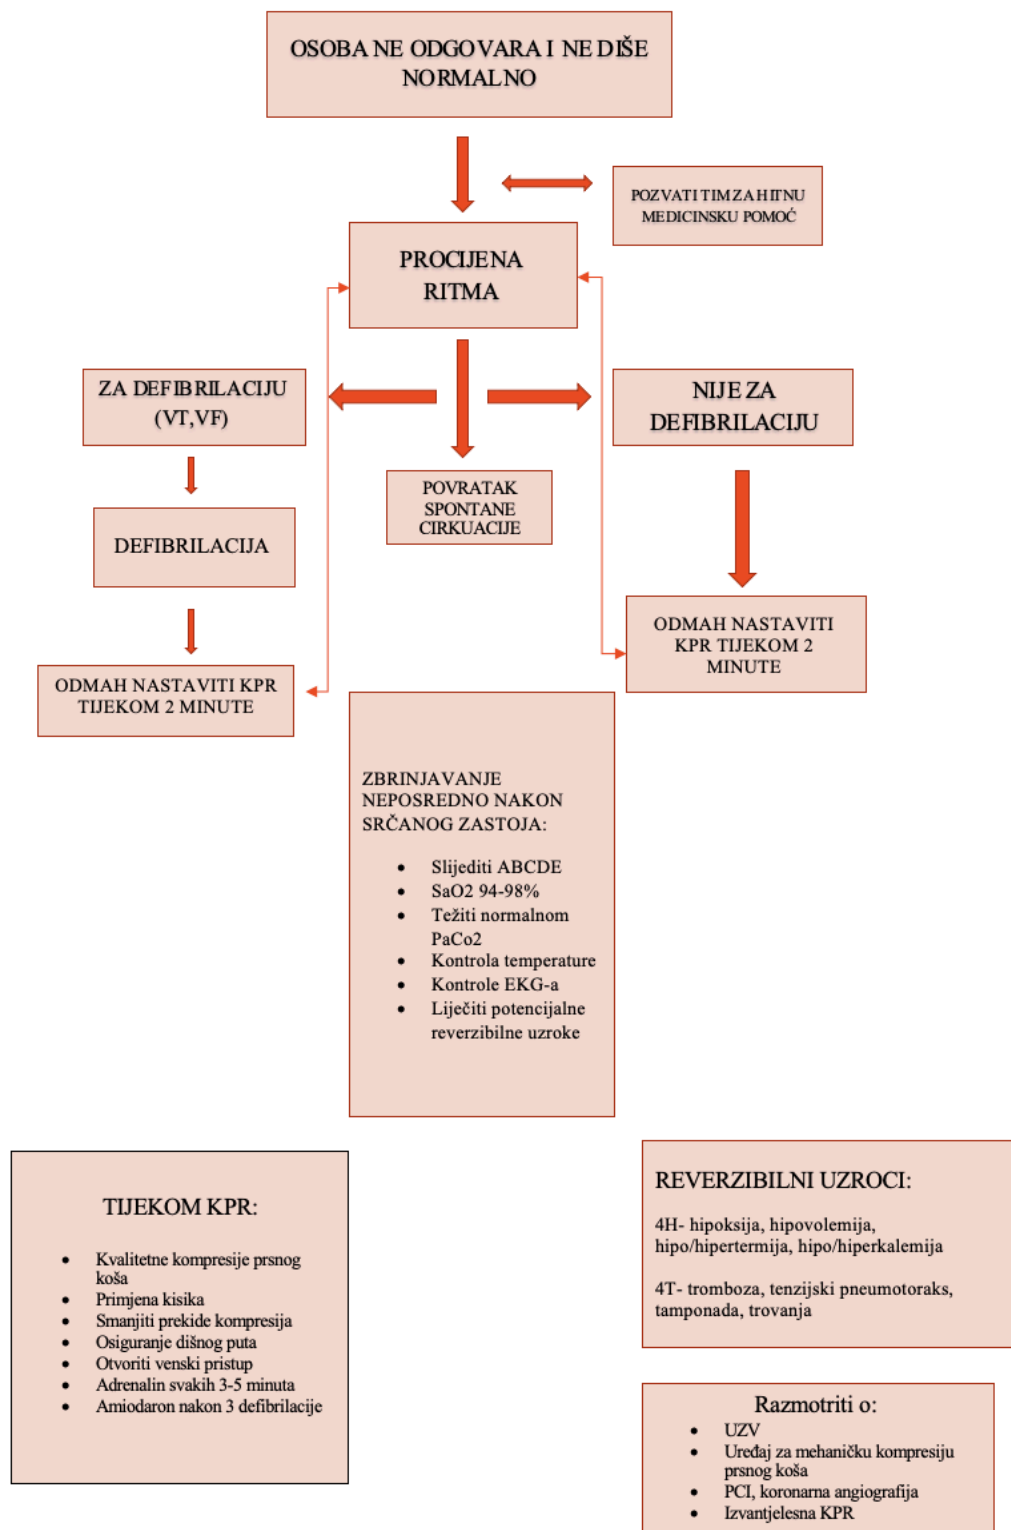 OSOBA NE ODGOVARA I NE DIŠE
NORMALNO
POZVATI TIM ZA HITNU
MEDICINSKU POMOĆ
PROCIJENA
RITMA
ZA DEFIBRILACIJU
(VT,VF)
NIJE ZA
DEFIBRILACIJU
POVRATAK
SPONTANE
CIRKUACIJE
DEFIBRILACIJA
ODMAH NASTAVITI
KPR TIJEKOM 2
MINUTE
ODMAH NASTAVITI KPR
TIJEKOM 2 MINUTE
ZBRINJAVANJE
NEPOSREDNO NAKON
SRČANOG ZASTOJA:
• Slijediti ABCDE
• SaO2 94-98%
• Težiti normalnom
PaCo2
• Kontrola temperature
• Kontrole EKG-a
• Liječiti potencijalne
reverzibilne uzroke
TIJEKOM KPR:
• Kvalitetne kompresije prsnog
koša
• Primjena kisika
• Smanjiti prekide kompresija
• Osiguranje dišnog puta
• Otvoriti venski pristup
• Adrenalin svakih 3-5 minuta
• Amiodaron nakon 3 defibrilacije
REVERZIBILNI UZROCI:
4H- hipoksija, hipovolemija,
hipo/hipertermija, hipo/hiperkalemija
4T- tromboza, tenzijski pneumotoraks,
tamponada, trovanja
Razmotriti o:
• UZV
• Uređaj za mehaničku kompresiju
prsnog koša
• PCI, koronarna angiografija
• Izvantjelesna KPR